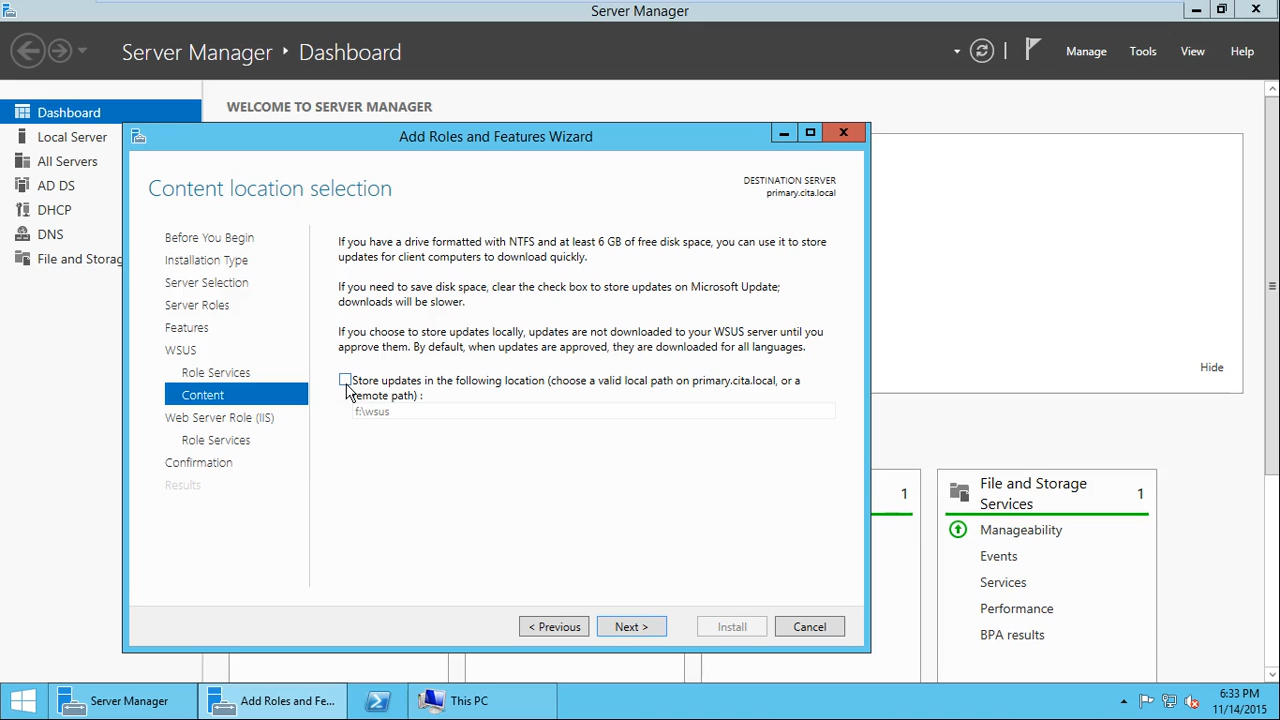 Server Manager
Server Manager ‣ Dashboard
Manage
Tools
View
Help
Dashboard
Local Server
All Servers
AD DS
DHCP
DNS
File and Storag
WELCOME TO SERVER MANAGER
Add Roles and Features Wizard
Content location selection
DESTINATION SERVER
primary.cita.local
Before You Begin
Installation Type
Server Selection
Server Roles
Features
WSUS
Role Services
Content
Web Server Role (IIS)
Role Services
Confirmation
Results
If you have a drive formatted with NTFS and at least 6 GB of free disk space, you can use it to store
updates for client computers to download quickly.
If you need to save disk space, clear the check box to store updates on Microsoft Update;
downloads will be slower.
If you choose to store updates locally, updates are not downloaded to your WSUS server until you
approve them. By default, when updates are approved, they are downloaded for all languages.
Store updates in the following location (choose a valid local path on primary.cita.local, or a
remote path) :
f:\wsus
< Previous
Next >
Install
Cancel
Hide
1
File and Storage
Services
1
Manageability
Events
Services
Performance
BPA results
Server Manager
Add Roles and Fe...
This PC
6:33 PM
11/14/2015